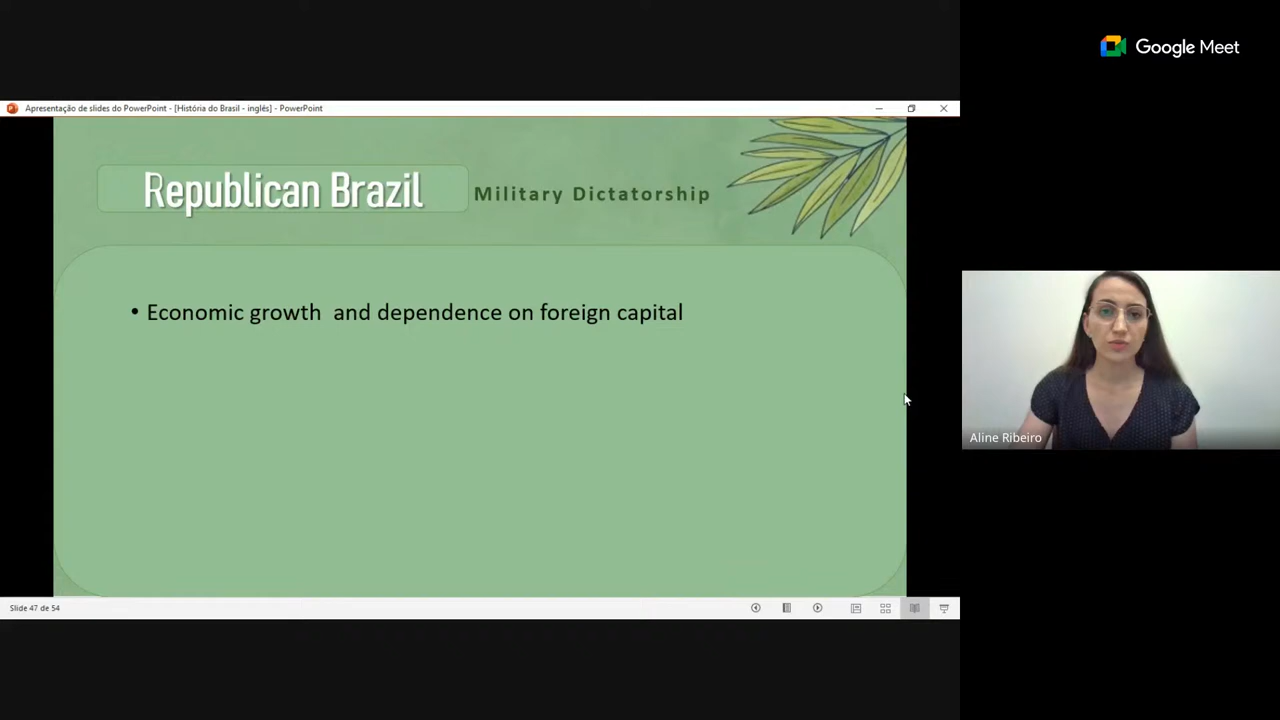 Google Meet
Apresentação de slides do PowerPoint - [História do Brasil - inglês] - PowerPoint
Republican Brazil
Military Dictatorship
• Economic growth  and dependence on foreign capital
Aline Ribeiro
Slide 47 de 54